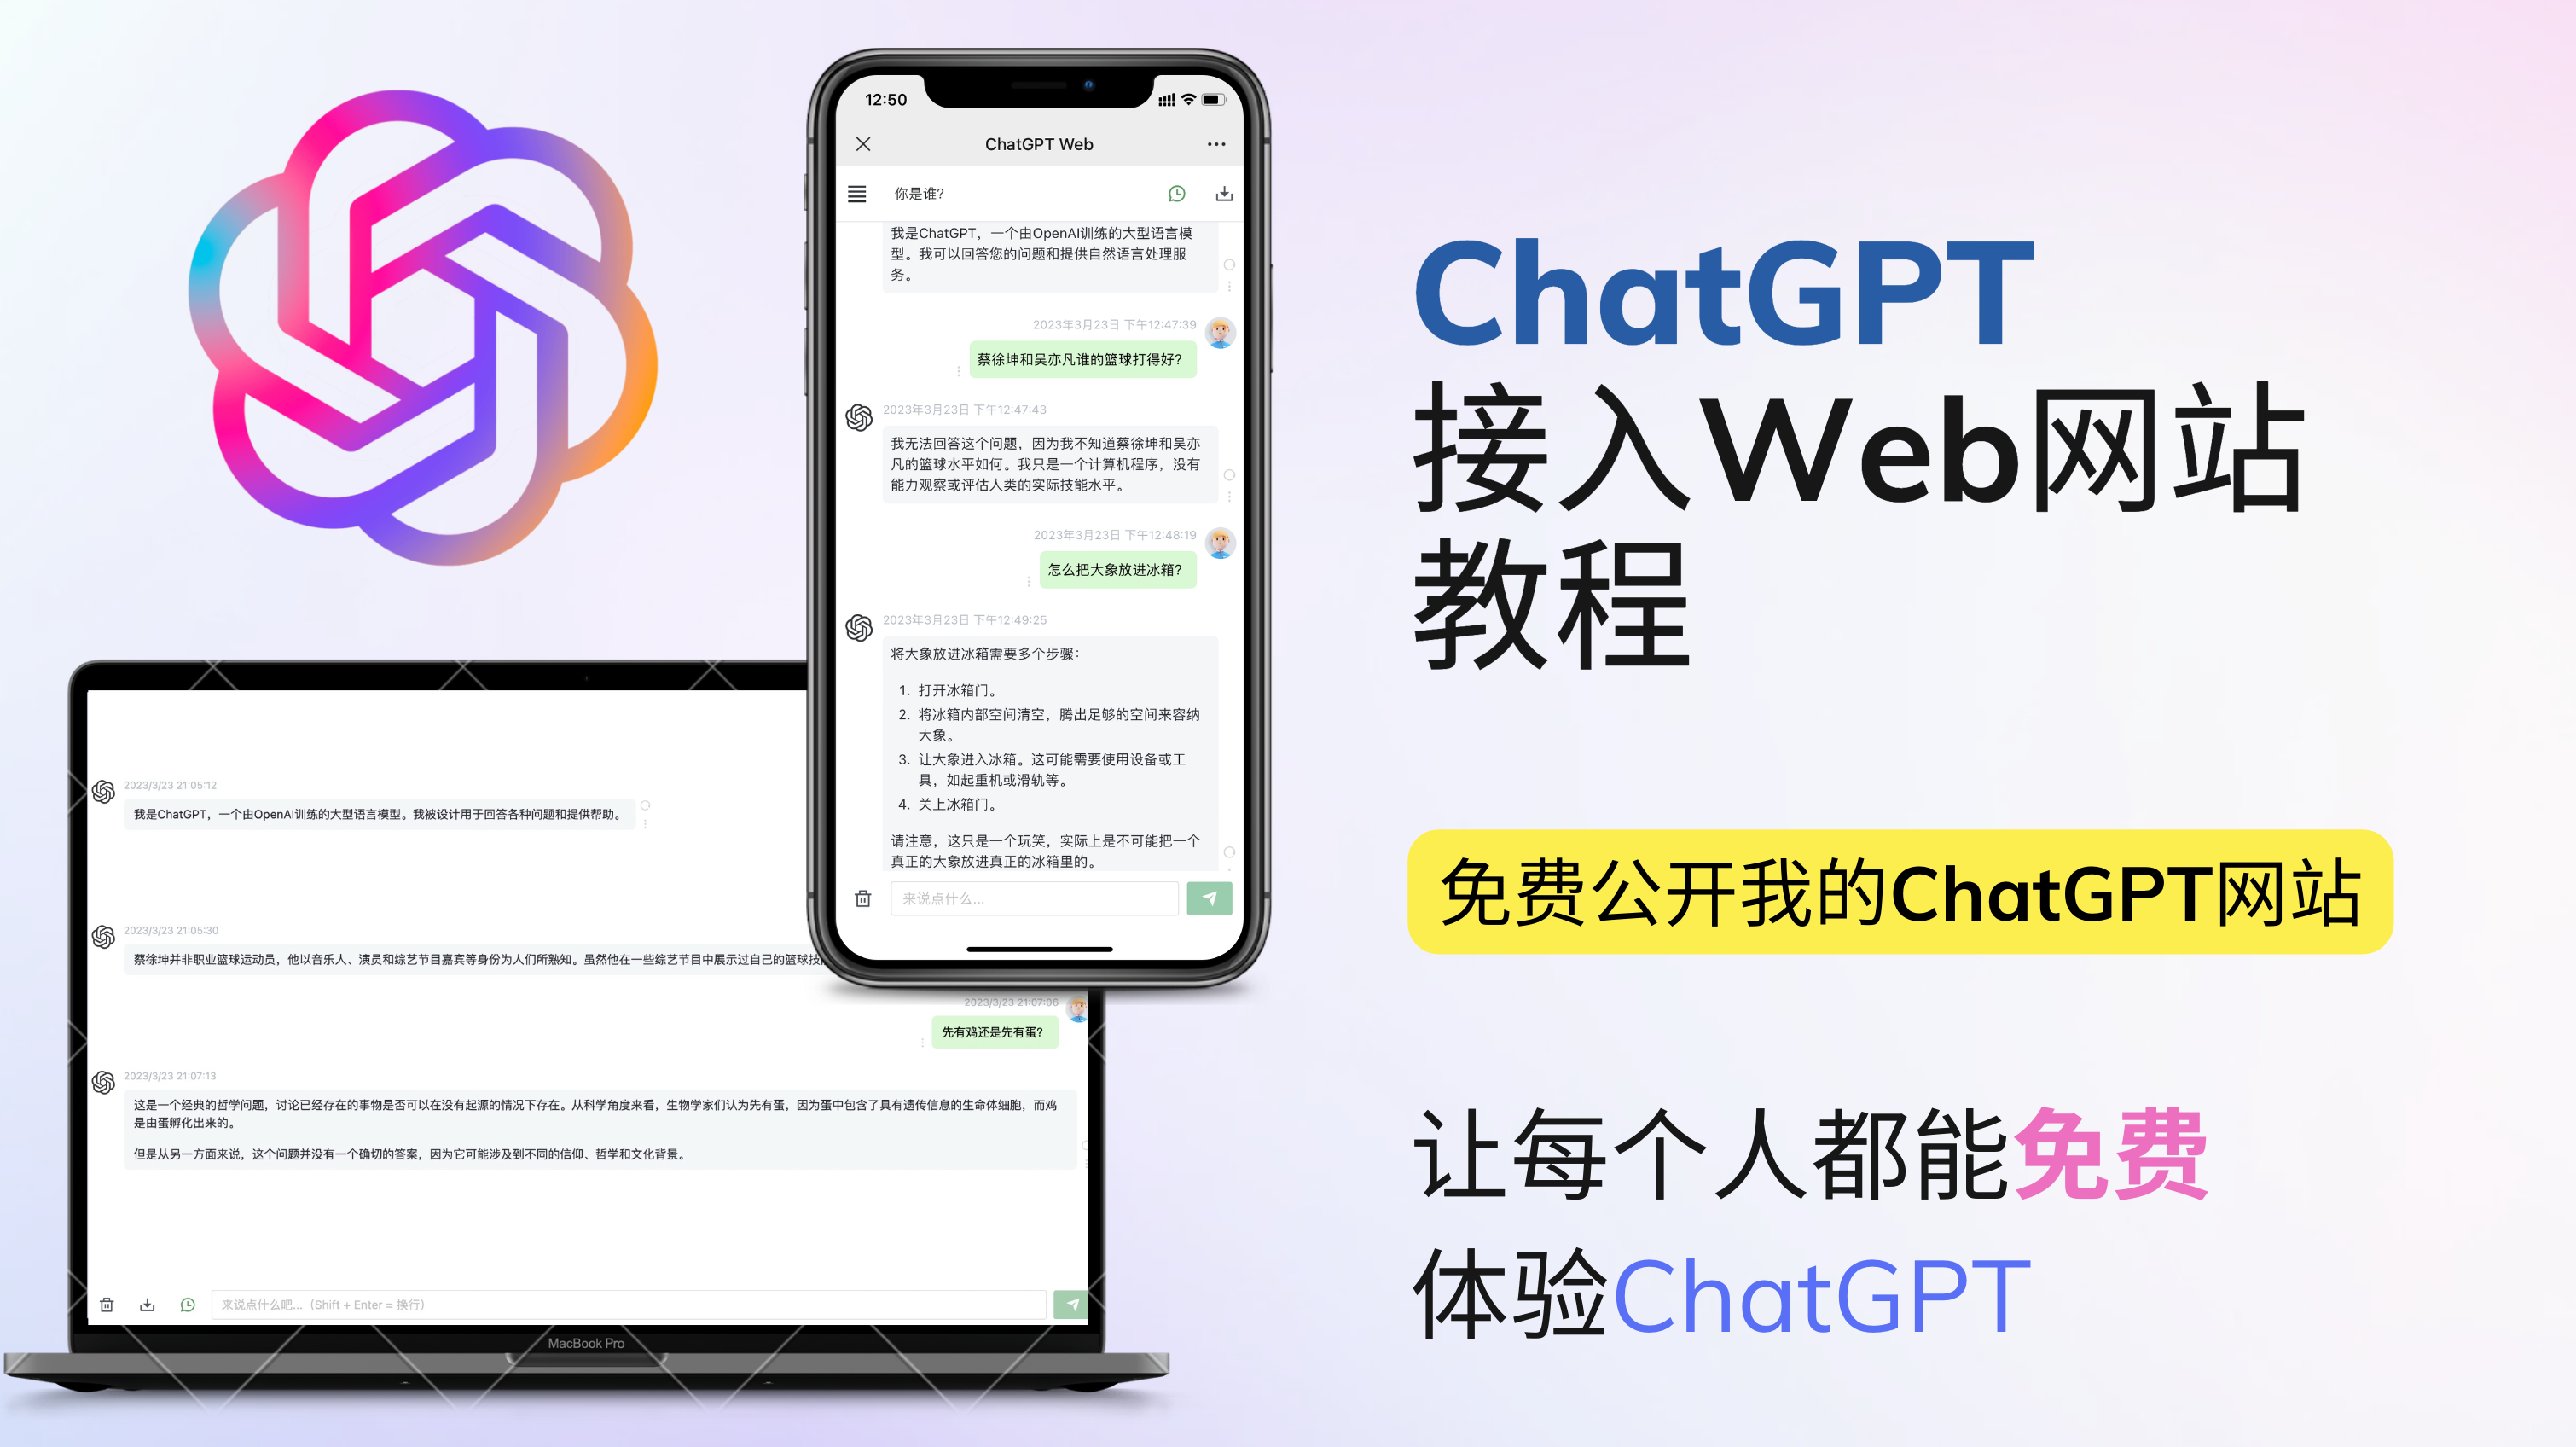 12:50
ChatGPT Web
你是谁?
我是ChatGPT，一个由OpenAI训练的大型语言模
型。我可以回答您的问题和提供自然语言处理服
务。
2023年3月23日 下午12:47:39
蔡徐坤和吴亦凡谁的篮球打得好?
2023年3月23日 下午12:47:43
我无法回答这个问题，因为我不知道蔡徐坤和吴亦
凡的篮球水平如何。我只是一个计算机程序，没有
能力观察或评估人类的实际技能水平。
2023年3月23日 下午12:48:19
怎么把大象放进冰箱?
2023年3月23日 下午12:49:25
将大象放进冰箱需要多个步骤：
1. 打开冰箱门。
2. 将冰箱内部空间清空，腾出足够的空间来容纳
大象。
3. 让大象进入冰箱。这可能需要使用设备或工
具，如起重机或滑轨等。
4. 关上冰箱门。
请注意，这只是一个玩笑，实际上是不可能把一个
真正的大象放进真正的冰箱里的。
来说点什么...
2023/3/23 21:05:12
我是ChatGPT，一个由OpenAI训练的大型语言模型。我被设计用于回答各种问题和提供帮助。
2023/3/23 21:05:30
蔡徐坤并非职业篮球运动员，他以音乐人、演员和综艺节目嘉宾等身份为人们所熟知。虽然他在一些综艺节目中展示过自己的篮球技
2023/3/23 21:07:06
先有鸡还是先有蛋?
2023/3/23 21:07:13
这是一个经典的哲学问题，讨论已经存在的事物是否可以在没有起源的情况下存在。从科学角度来看，生物学家们认为先有蛋，因为蛋中包含了具有遗传信息的生命体细胞，而鸡
是由蛋孵化出来的。
但是从另一方面来说，这个问题并没有一个确切的答案，因为它可能涉及到不同的信仰、哲学和文化背景。
来说点什么吧...（Shift + Enter = 换行）
MacBook Pro
ChatGPT
接入Web网站
教程
免费公开我的ChatGPT网站
让每个人都能免费
体验ChatGPT